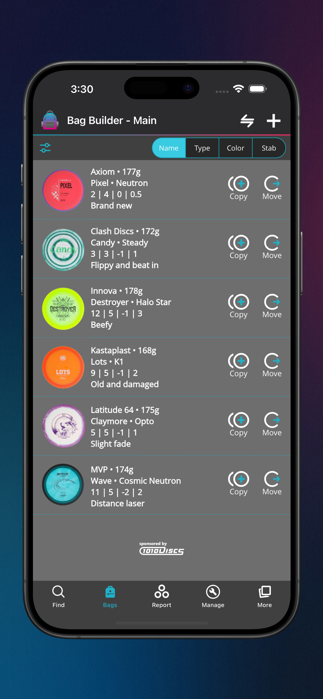 3:30
Bag Builder - Main
Name Type Color Stab
Axiom • 177g
Pixel • Neutron
2 | 4 | 0 | 0.5
Brand new
Copy Move
PIXEL
Clash Discs • 172g
Candy • Steady
3 | 3 | -1 | 1
Flippy and beat in
Copy Move
Innova • 178g
Destroyer • Halo Star
12 | 5 | -1 | 3
Beefy
Copy Move
DESTROYER
Kastaplast • 168g
Lots • K1
9 | 5 | -1 | 2
Old and damaged
Copy Move
LOTS
Latitude 64 • 175g
Claymore • Opto
5 | 5 | -1 | 1
Slight fade
Copy Move
MVP • 174g
Wave • Cosmic Neutron
11 | 5 | -2 | 2
Distance laser
Copy Move
sponsored by
1010DISCS
Find Bags Report Manage More